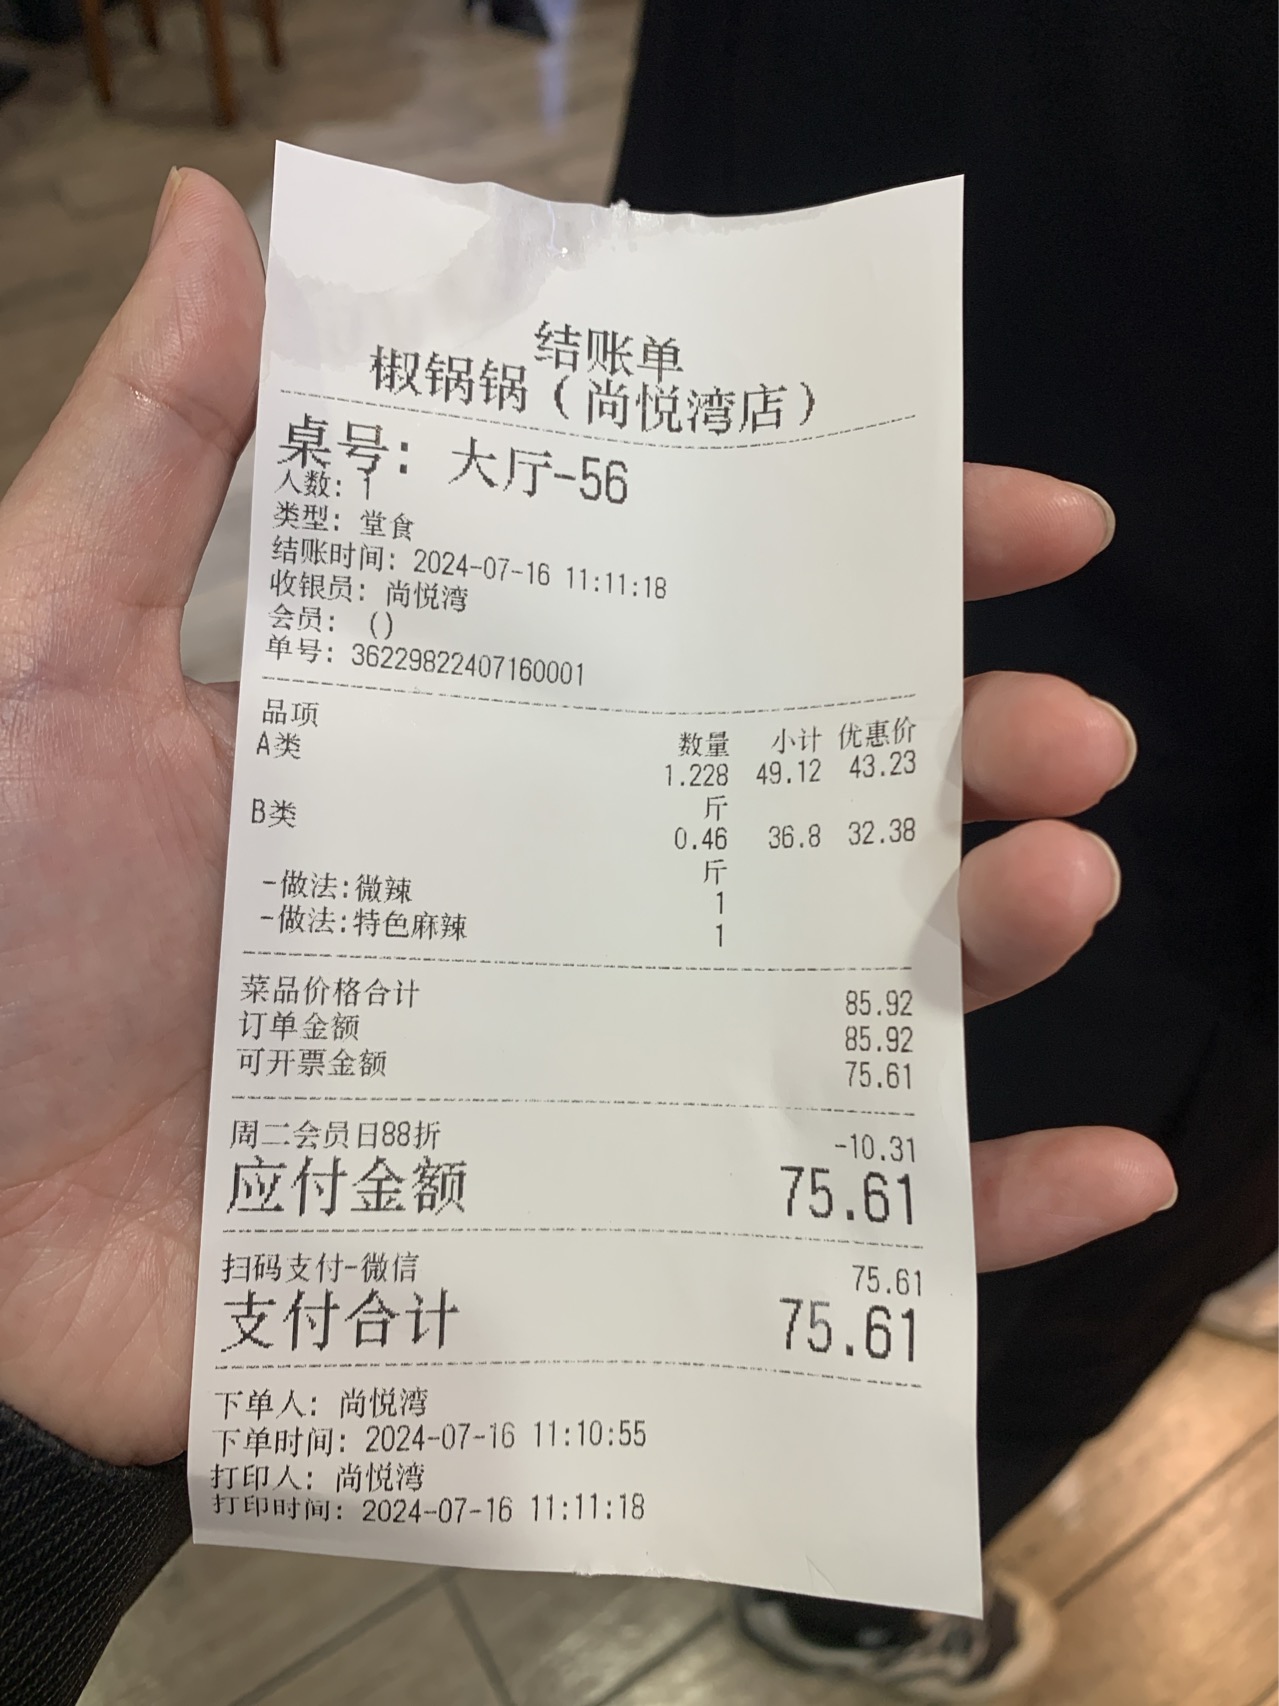 结账单
椒锅锅（尚悦湾店）
桌号: 大厅-56
人数: 1
类型: 堂食
结账时间: 2024-07-16 11:11:18
收银员: 尚悦湾
会员: ()
单号: 36229822407160001
品项 数量 小计 优惠价
A类 1.228 49.12 43.23
斤
B类 0.46 36.8 32.38
斤
-做法:微辣 1
-做法:特色麻辣 1
菜品价格合计 85.92
订单金额 85.92
可开票金额 75.61
周二会员日88折 -10.31
应付金额 75.61
扫码支付-微信 75.61
支付合计 75.61
下单人: 尚悦湾
下单时间: 2024-07-16 11:10:55
打印人: 尚悦湾
打印时间: 2024-07-16 11:11:18